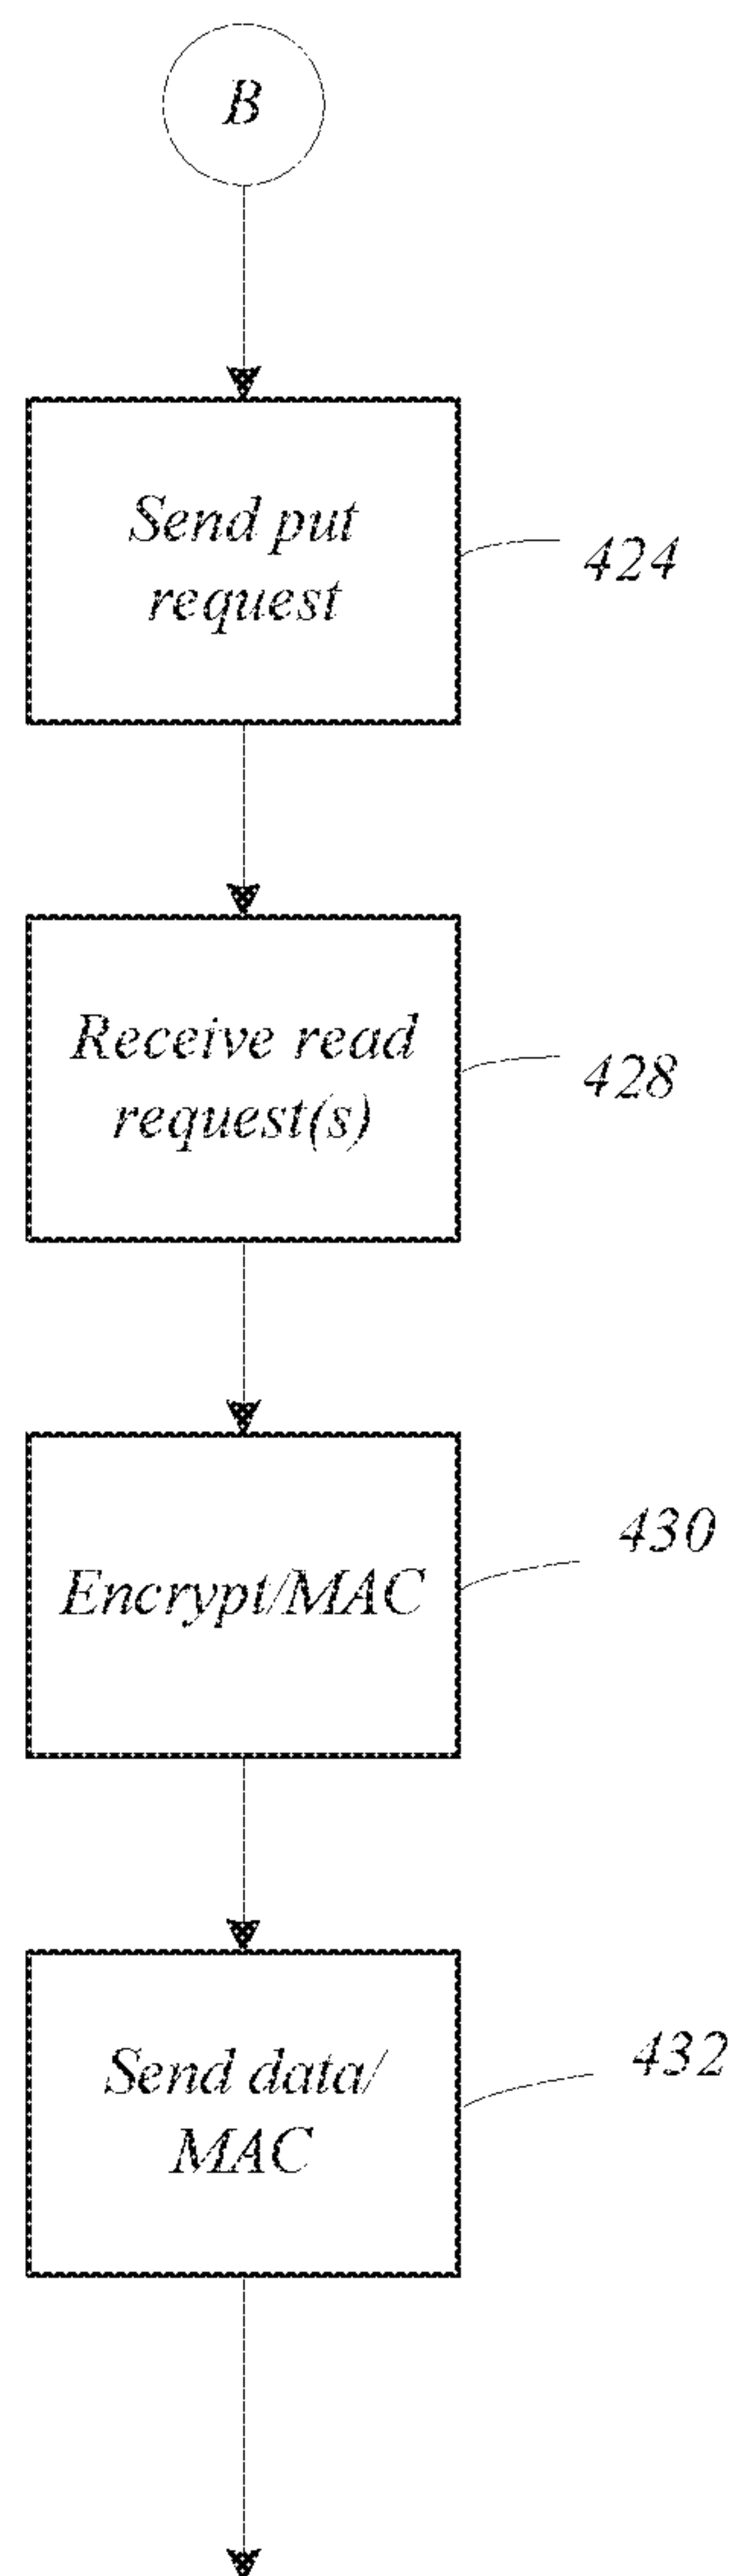 B
Send put
request
424
Receive read
request(s)
428
Encrypt/MAC
430
Send data/
MAC
432